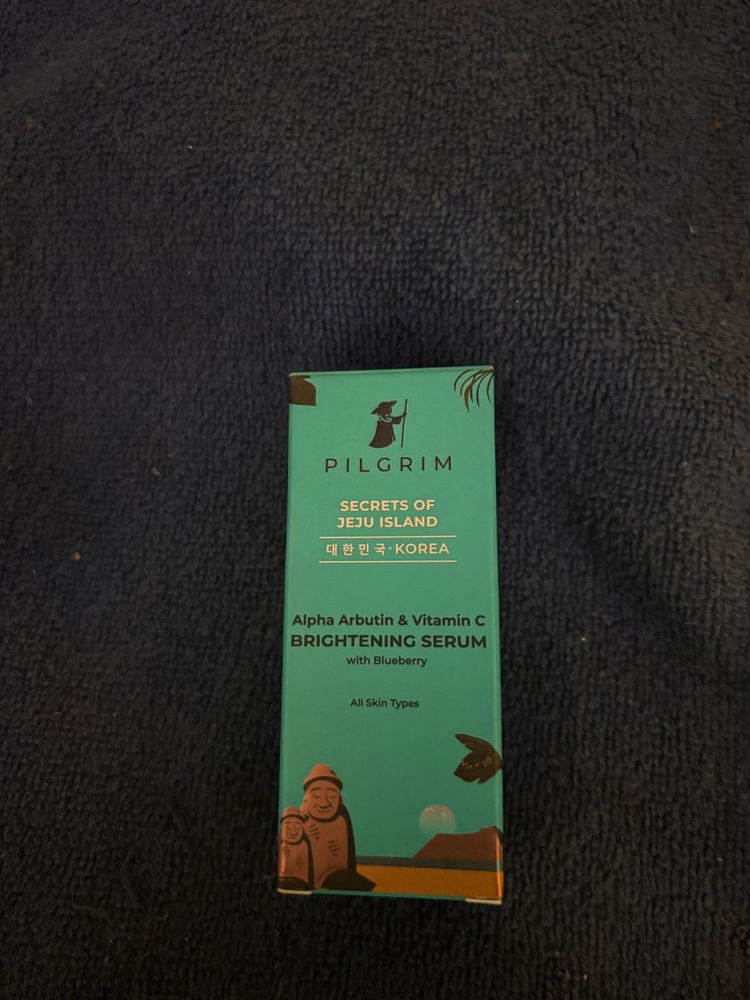 PILGRIM
SECRETS OF
JEJU ISLAND
대한민국·KOREA
Alpha Arbutin & Vitamin C
BRIGHTENING SERUM
with Blueberry
All Skin Types